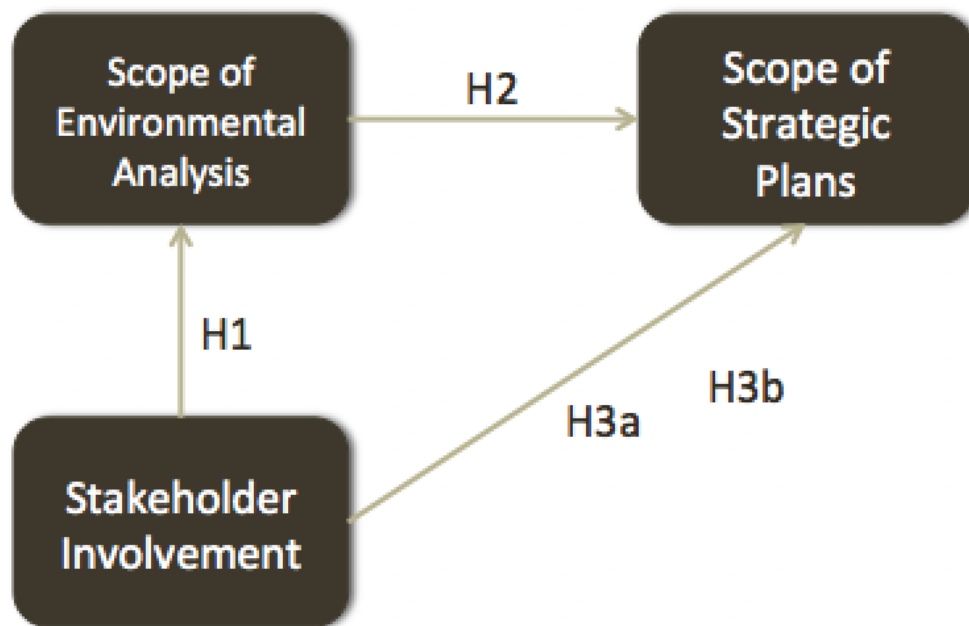 Scope of
Environmental
Analysis
H2
Scope of
Strategic
Plans
H1
H3a
H3b
Stakeholder
Involvement